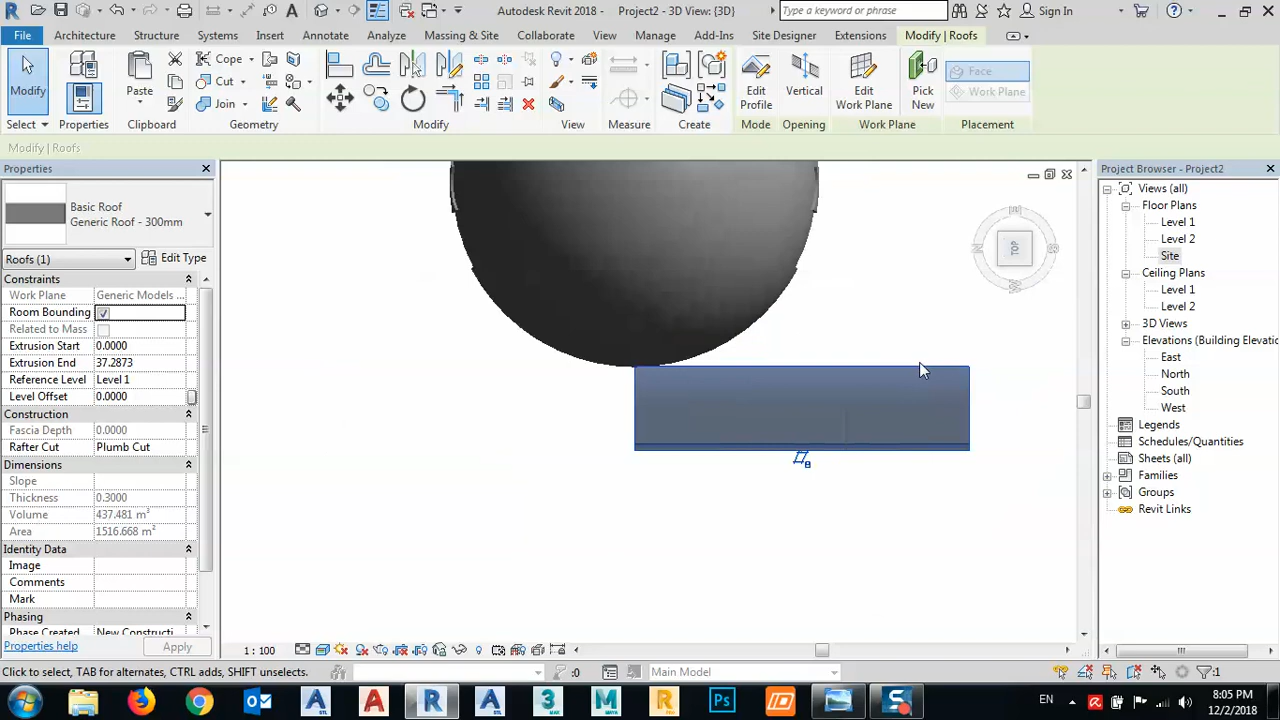 Autodesk Revit 2018 - Project2 - 3D View: {3D}
Type a keyword or phrase
Sign In
File Architecture Structure Systems Insert Annotate Analyze Massing & Site Collaborate View Manage Add-Ins Site Designer Extensions Modify | Roofs
Modify
Select
Properties
Paste
Cope
Cut
Join
Clipboard
Geometry
Modify
View
Measure
Create
Edit Profile
Mode
Vertical
Opening
Edit Work Plane
Pick New
Work Plane
Face
Work Plane
Placement
Modify | Roofs
Properties
Basic Roof
Generic Roof - 300mm
Roofs (1)
Edit Type
Constraints
Work Plane Generic Models ...
Room Bounding
Related to Mass
Extrusion Start 0.0000
Extrusion End 37.2873
Reference Level Level 1
Level Offset 0.0000
Construction
Fascia Depth 0.0000
Rafter Cut Plumb Cut
Dimensions
Slope
Thickness 0.3000
Volume 437.481 m³
Area 1516.668 m²
Identity Data
Image
Comments
Mark
Phasing
Phase Created New Constructi
Properties help
Apply
TOP
Project Browser - Project2
Views (all)
Floor Plans
Level 1
Level 2
Site
Ceiling Plans
Level 1
Level 2
3D Views
Elevations (Building Elevatio
East
North
South
West
Legends
Schedules/Quantities
Sheets (all)
Families
Groups
Revit Links
1 : 100
Click to select, TAB for alternates, CTRL adds, SHIFT unselects.
:0
Main Model
:1
EN
8:05 PM
12/2/2018